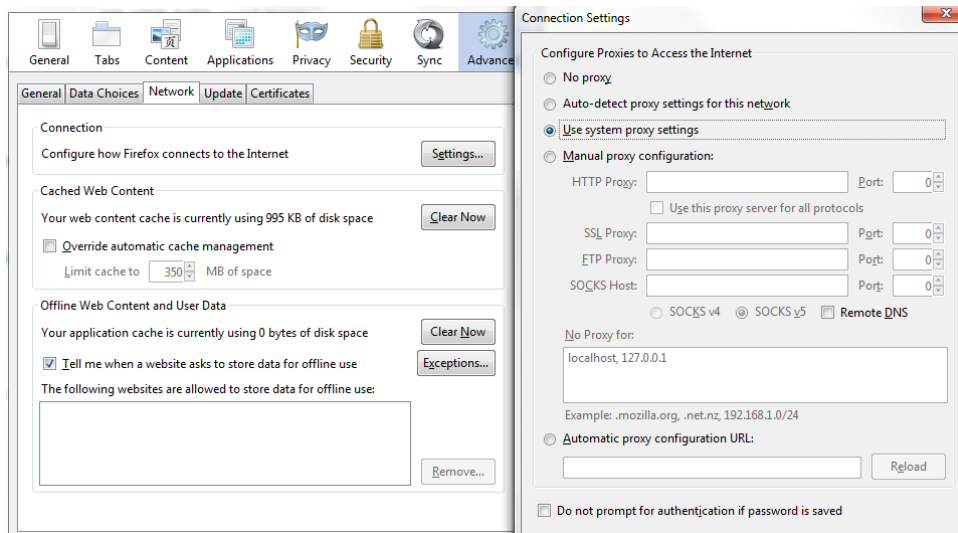 General Tabs Content Applications Privacy Security Sync Advance
General Data Choices Network Update Certificates
Connection
Configure how Firefox connects to the Internet Settings...
Cached Web Content
Your web content cache is currently using 995 KB of disk space Clear Now
Override automatic cache management
Limit cache to 350 MB of space
Offline Web Content and User Data
Your application cache is currently using 0 bytes of disk space Clear Now
Tell me when a website asks to store data for offline use Exceptions...
The following websites are allowed to store data for offline use:
Remove...
Connection Settings
Configure Proxies to Access the Internet
No proxy
Auto-detect proxy settings for this network
Use system proxy settings
Manual proxy configuration:
HTTP Proxy: Port: 0
Use this proxy server for all protocols
SSL Proxy: Port: 0
FTP Proxy: Port: 0
SOCKS Host: Port: 0
SOCKS v4 SOCKS v5 Remote DNS
No Proxy for:
localhost, 127.0.0.1
Example: .mozilla.org, .net.nz, 192.168.1.0/24
Automatic proxy configuration URL:
Reload
Do not prompt for authentication if password is saved